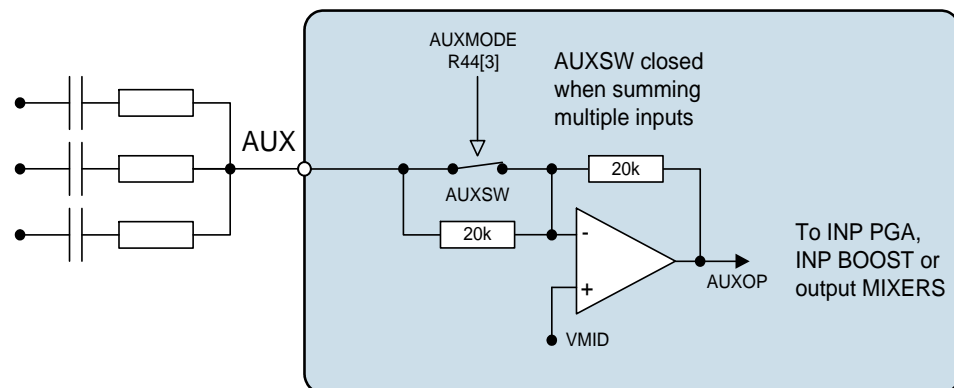 AUXMODE
R44[3]
AUXSW closed
when summing
multiple inputs
AUX
20k
AUXSW
20k
-
+
AUXOP
VMID
To INP PGA,
INP BOOST or
output MIXERS